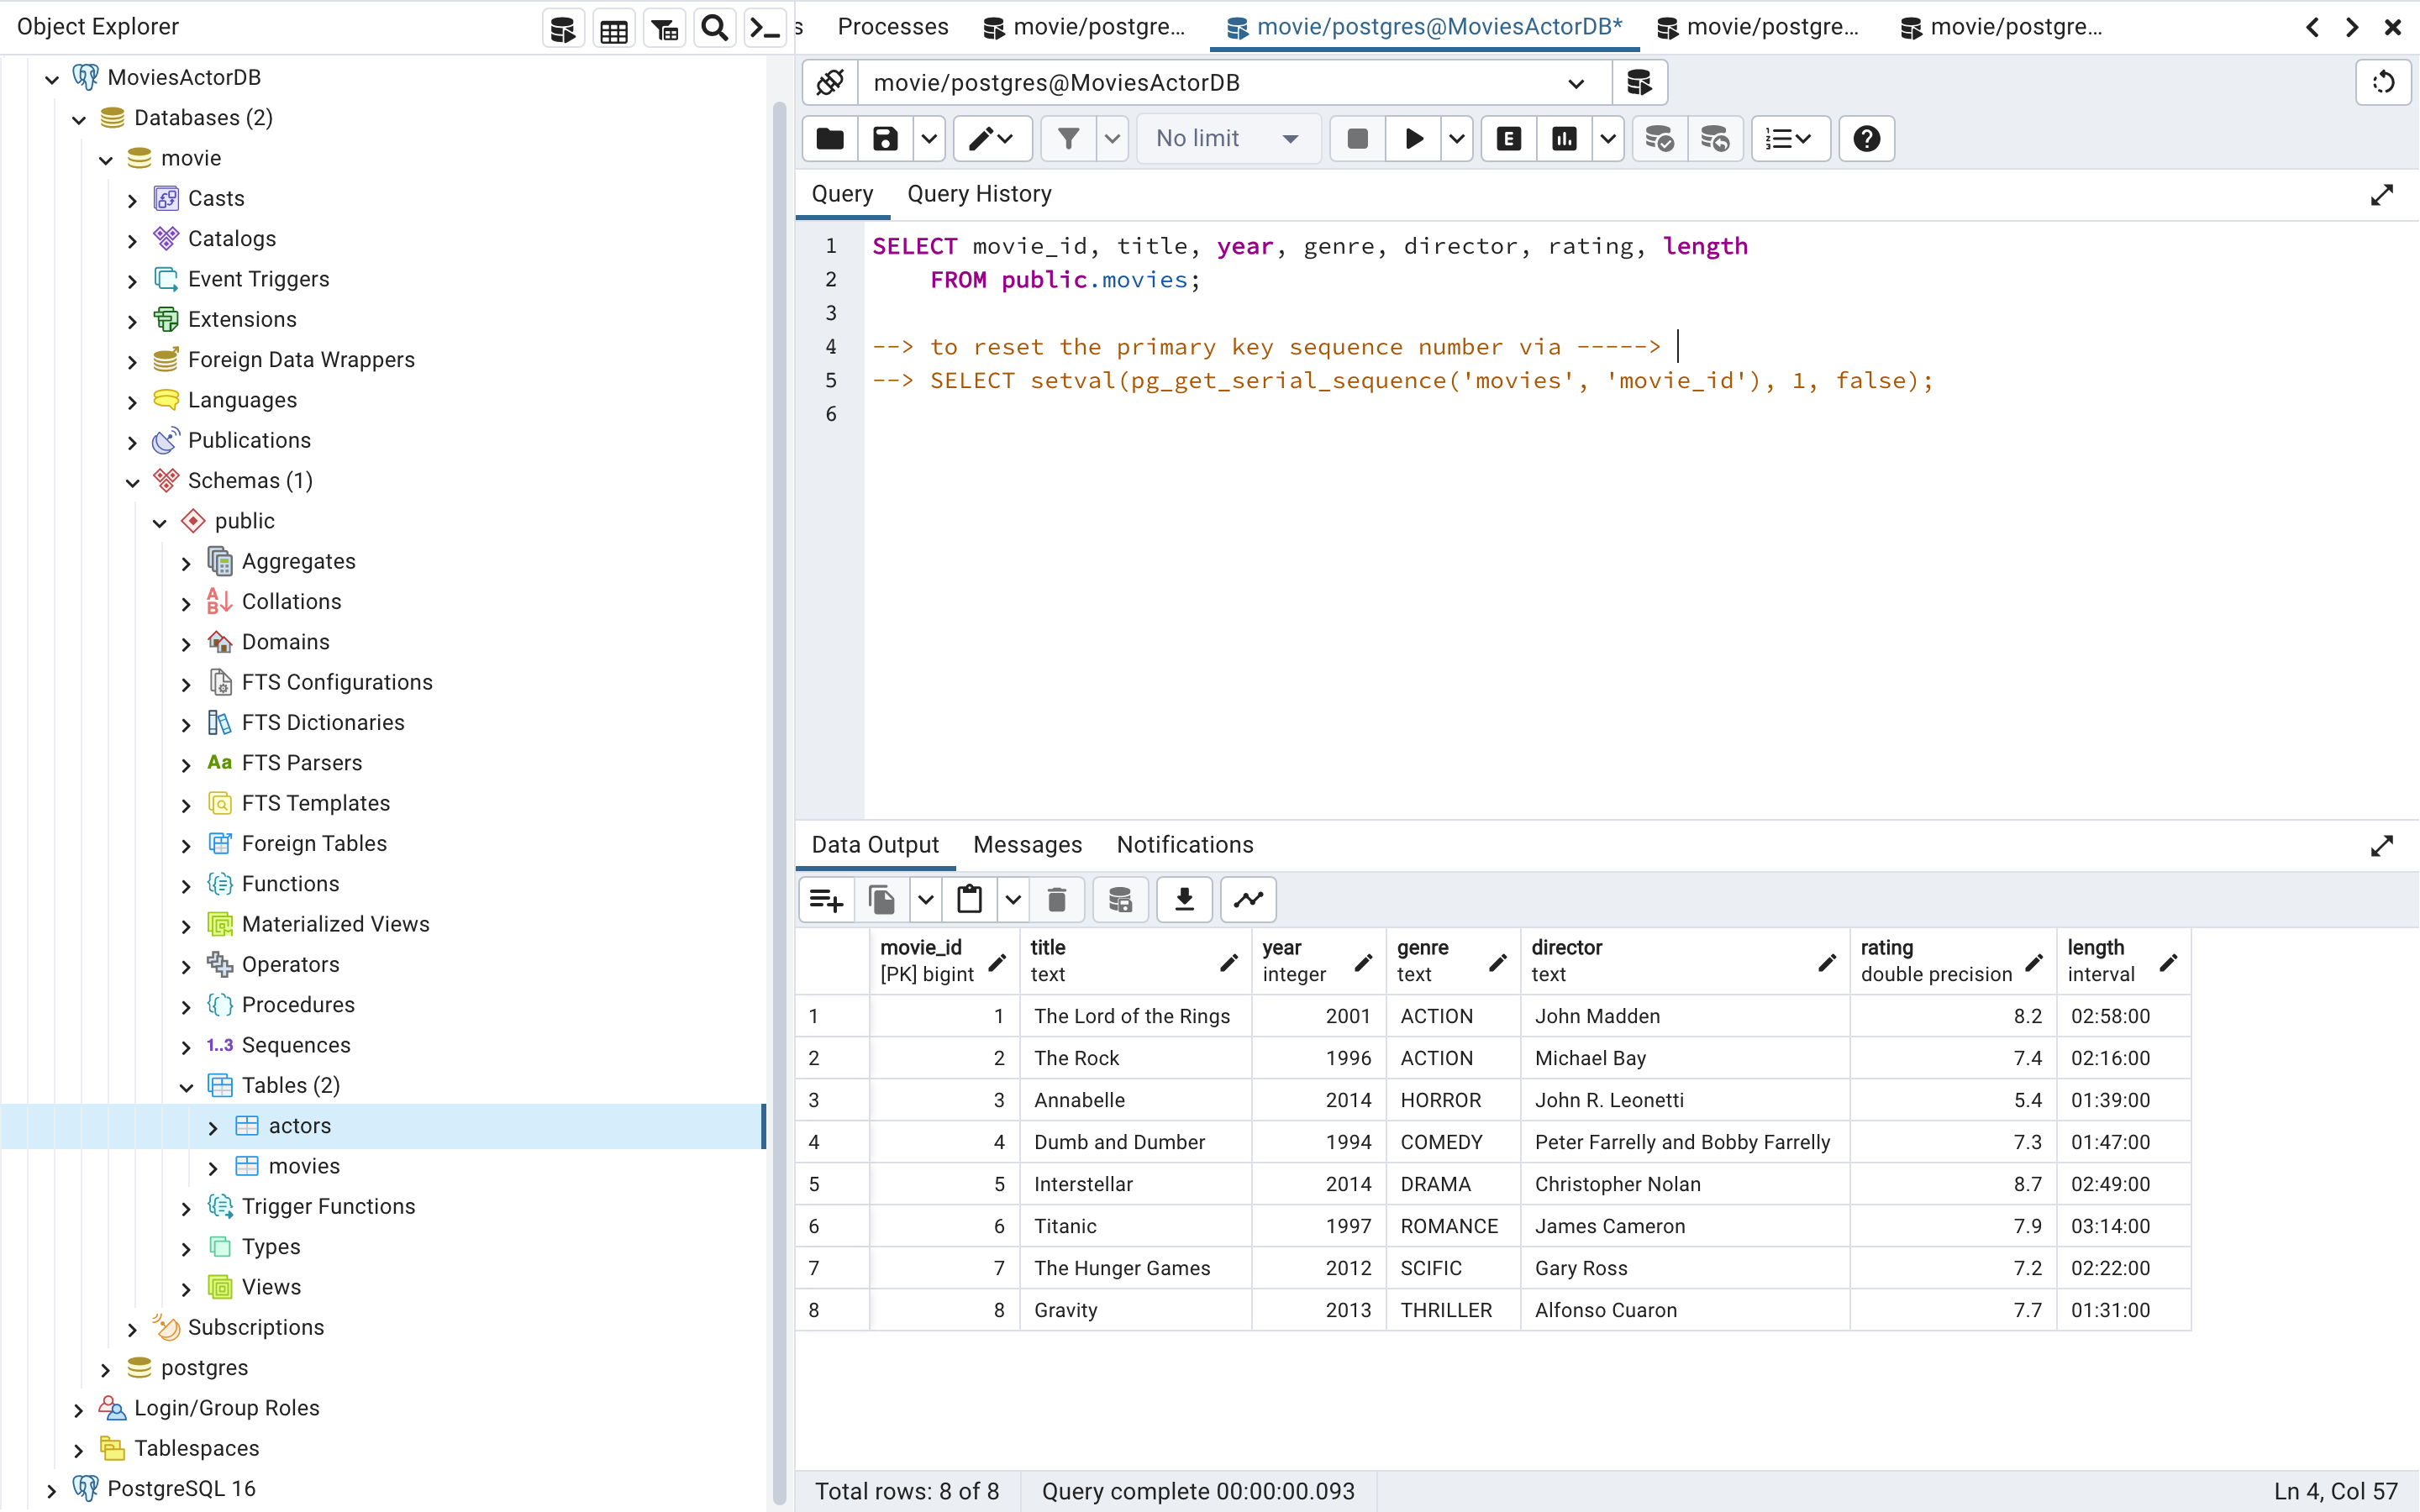 Object Explorer
MoviesActorDB
Databases (2)
movie
Casts
Catalogs
Event Triggers
Extensions
Foreign Data Wrappers
Languages
Publications
Schemas (1)
public
Aggregates
Collations
Domains
FTS Configurations
FTS Dictionaries
Aa FTS Parsers
FTS Templates
Foreign Tables
Functions
Materialized Views
Operators
Procedures
1..3 Sequences
Tables (2)
actors
movies
Trigger Functions
Types
Views
Subscriptions
postgres
Login/Group Roles
Tablespaces
PostgreSQL 16
s Processes movie/postgre... movie/postgres@MoviesActorDB* movie/postgre... movie/postgre...
movie/postgres@MoviesActorDB
No limit E
Query Query History
1 SELECT movie_id, title, year, genre, director, rating, length
2 FROM public.movies;
3
4 --> to reset the primary key sequence number via ----->
5 --> SELECT setval(pg_get_serial_sequence('movies', 'movie_id'), 1, false);
6
Data Output Messages Notifications
movie_id title year genre director rating length
[PK] bigint text integer text text double precision interval
1 1 The Lord of the Rings 2001 ACTION John Madden 8.2 02:58:00
2 2 The Rock 1996 ACTION Michael Bay 7.4 02:16:00
3 3 Annabelle 2014 HORROR John R. Leonetti 5.4 01:39:00
4 4 Dumb and Dumber 1994 COMEDY Peter Farrelly and Bobby Farrelly 7.3 01:47:00
5 5 Interstellar 2014 DRAMA Christopher Nolan 8.7 02:49:00
6 6 Titanic 1997 ROMANCE James Cameron 7.9 03:14:00
7 7 The Hunger Games 2012 SCIFIC Gary Ross 7.2 02:22:00
8 8 Gravity 2013 THRILLER Alfonso Cuaron 7.7 01:31:00
Total rows: 8 of 8 Query complete 00:00:00.093 Ln 4, Col 57